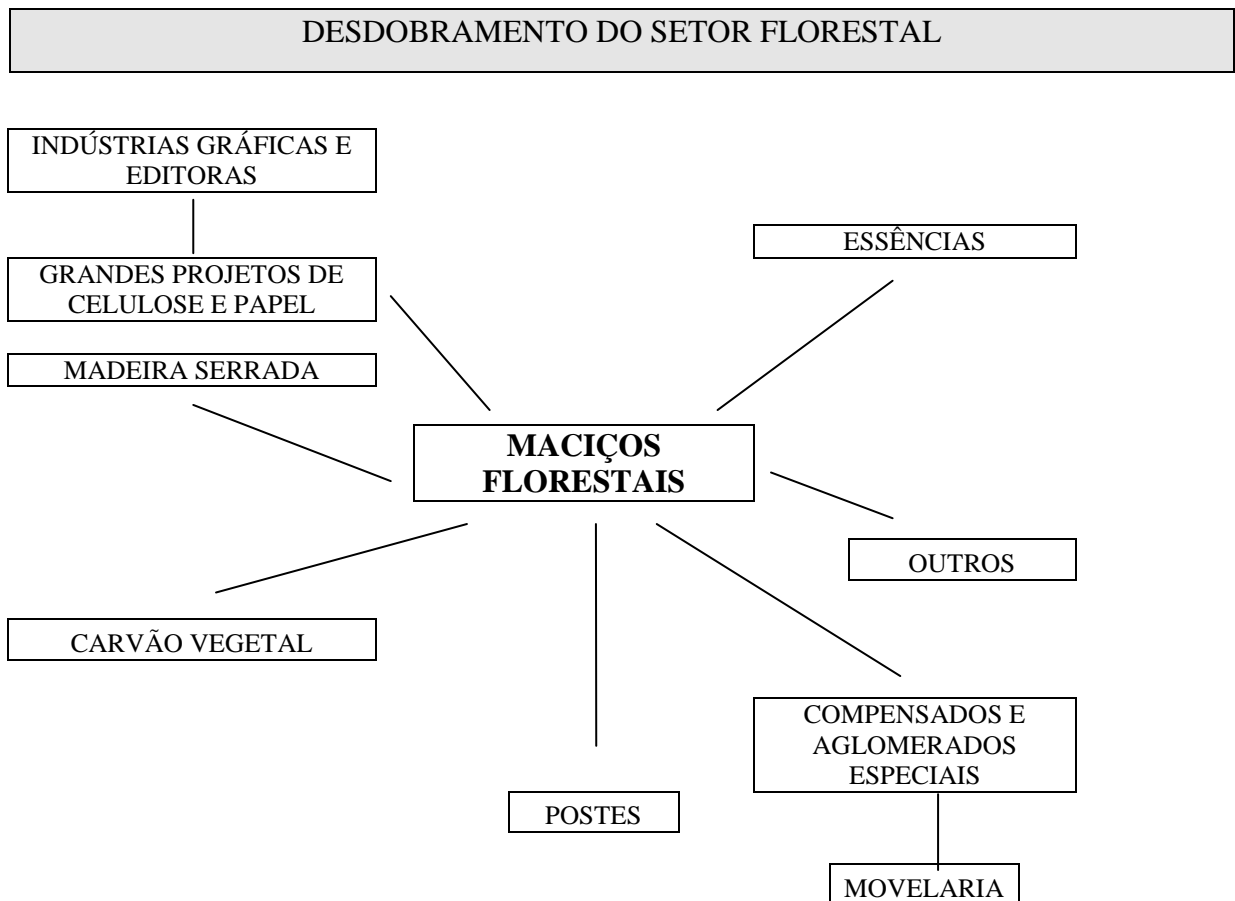 DESDOBRAMENTO DO SETOR FLORESTAL
INDÚSTRIAS GRÁFICAS E
EDITORAS
ESSÊNCIAS
GRANDES PROJETOS DE
CELULOSE E PAPEL
MADEIRA SERRADA
MACIÇOS
FLORESTAIS
OUTROS
CARVÃO VEGETAL
COMPENSADOS E
AGLOMERADOS
ESPECIAIS
POSTES
MOVELARIA